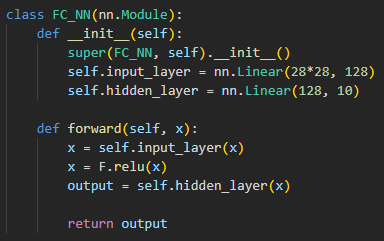 class FC_NN(nn.Module):
    def __init__(self):
        super(FC_NN, self).__init__()
        self.input_layer = nn.Linear(28*28, 128)
        self.hidden_layer = nn.Linear(128, 10)

    def forward(self, x):
        x = self.input_layer(x)
        x = F.relu(x)
        output = self.hidden_layer(x)

        return output